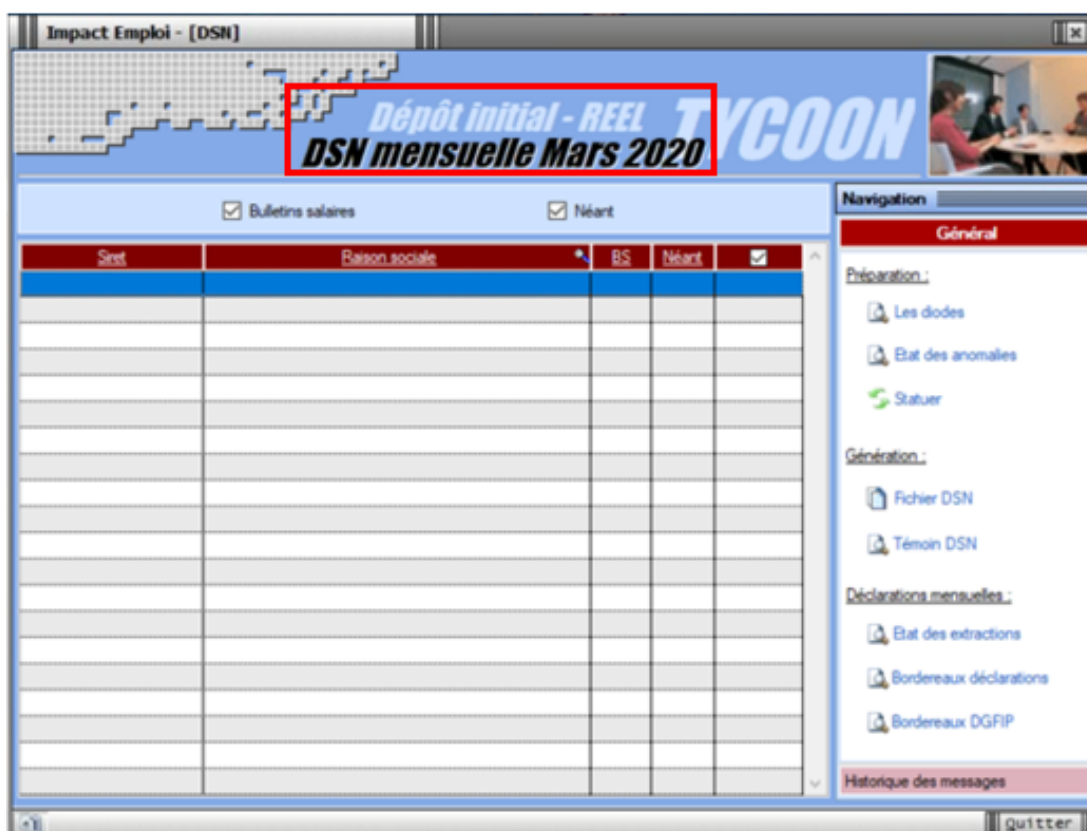 Impact Emploi - [DSN]
Dépôt initial - REEL
TYCOON
DSN mensuelle Mars 2020
Bulletins salaires
Néant
Navigation
Général
Siret
Raison sociale
BS
Néant
Préparation :
Les diodes
Etat des anomalies
Statuer
Génération :
Fichier DSN
Témoin DSN
Déclarations mensuelles :
Etat des extractions
Bordereaux déclarations
Bordereaux DGFIP
Historique des messages
Quitter